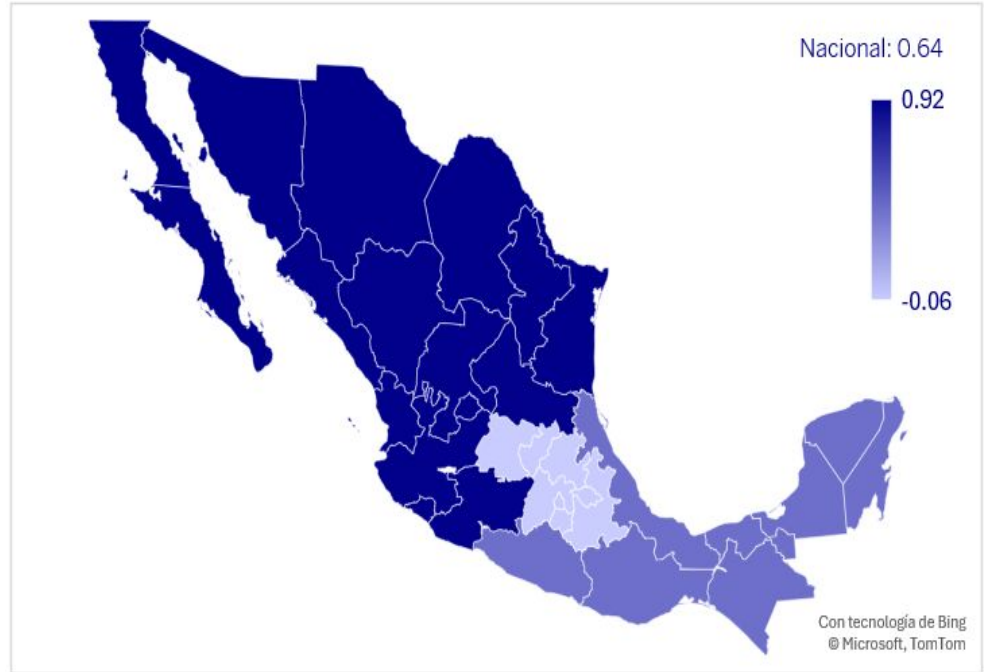 Nacional: 0.64
0.92
-0.06
Con tecnología de Bing
© Microsoft, TomTom